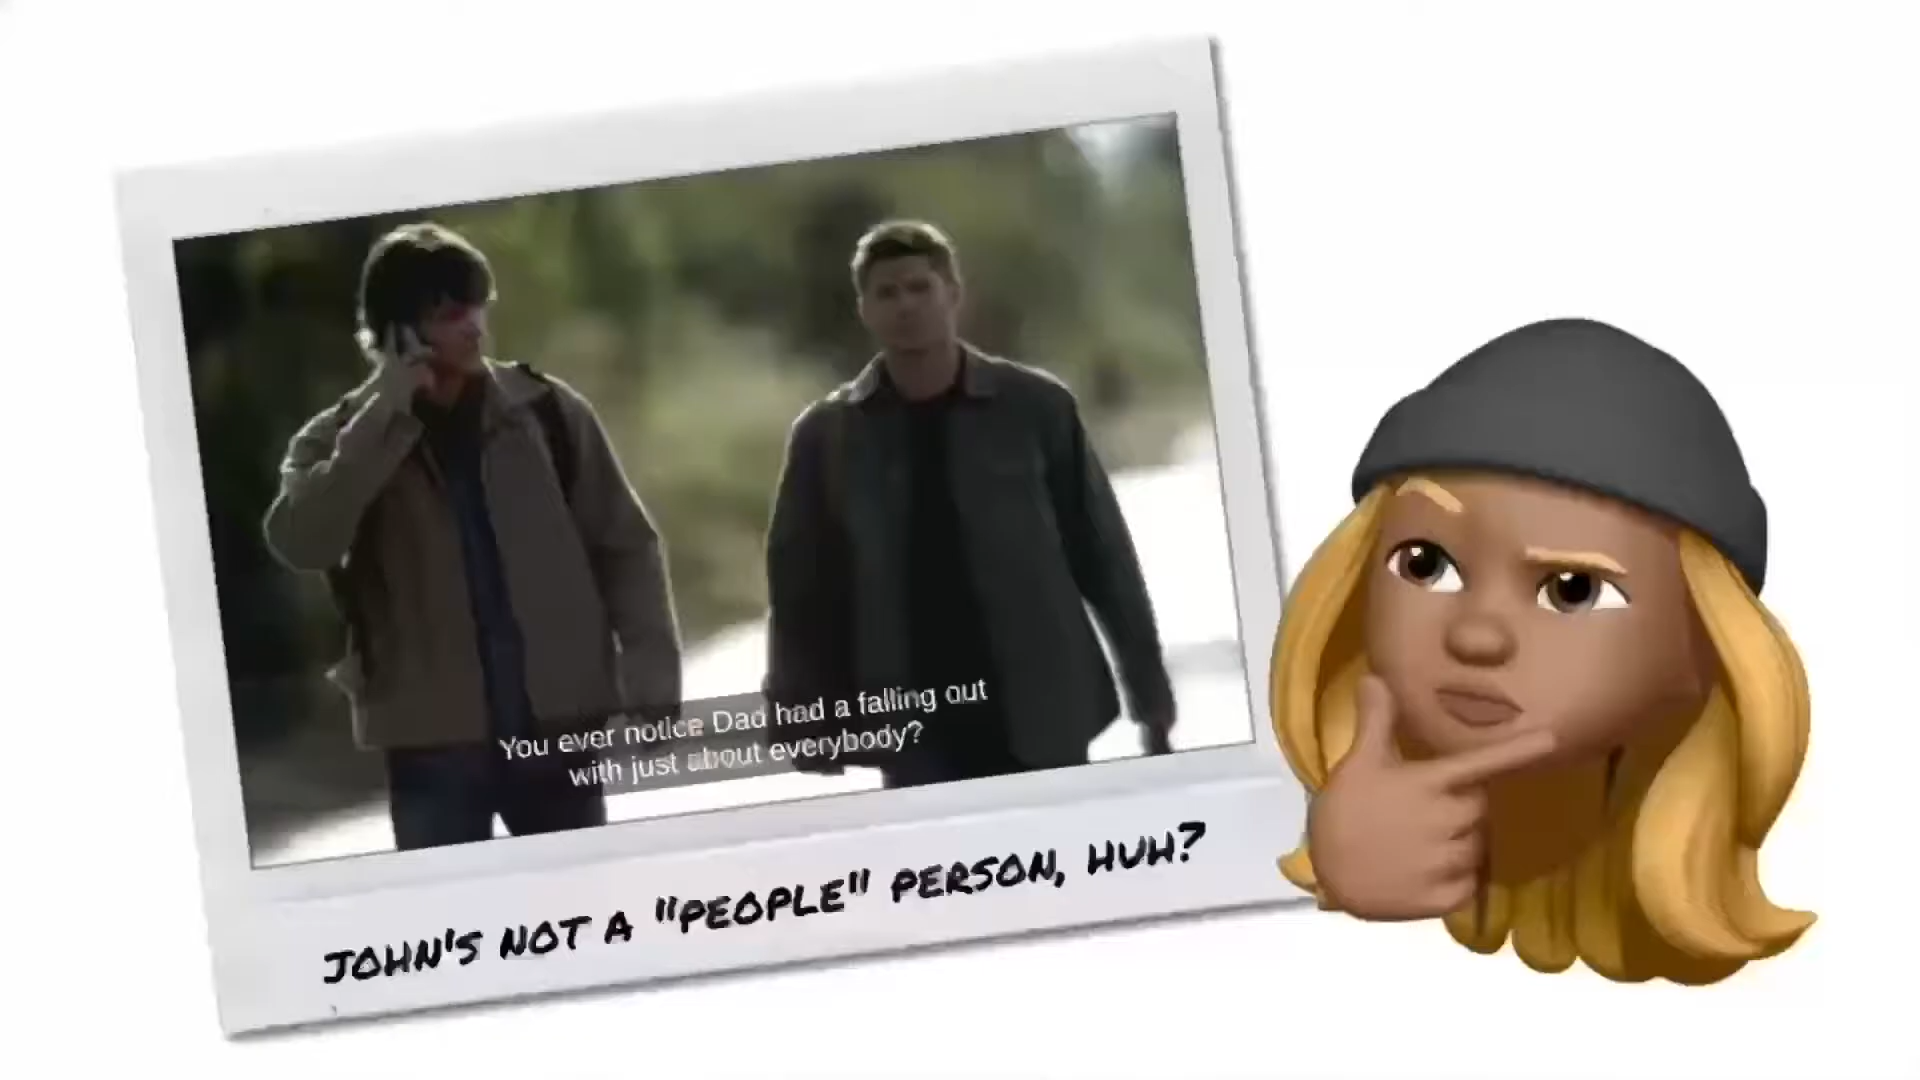 You ever notice Dad had a falling out
with just about everybody?
JOHN'S NOT A "PEOPLE" PERSON, HUH?